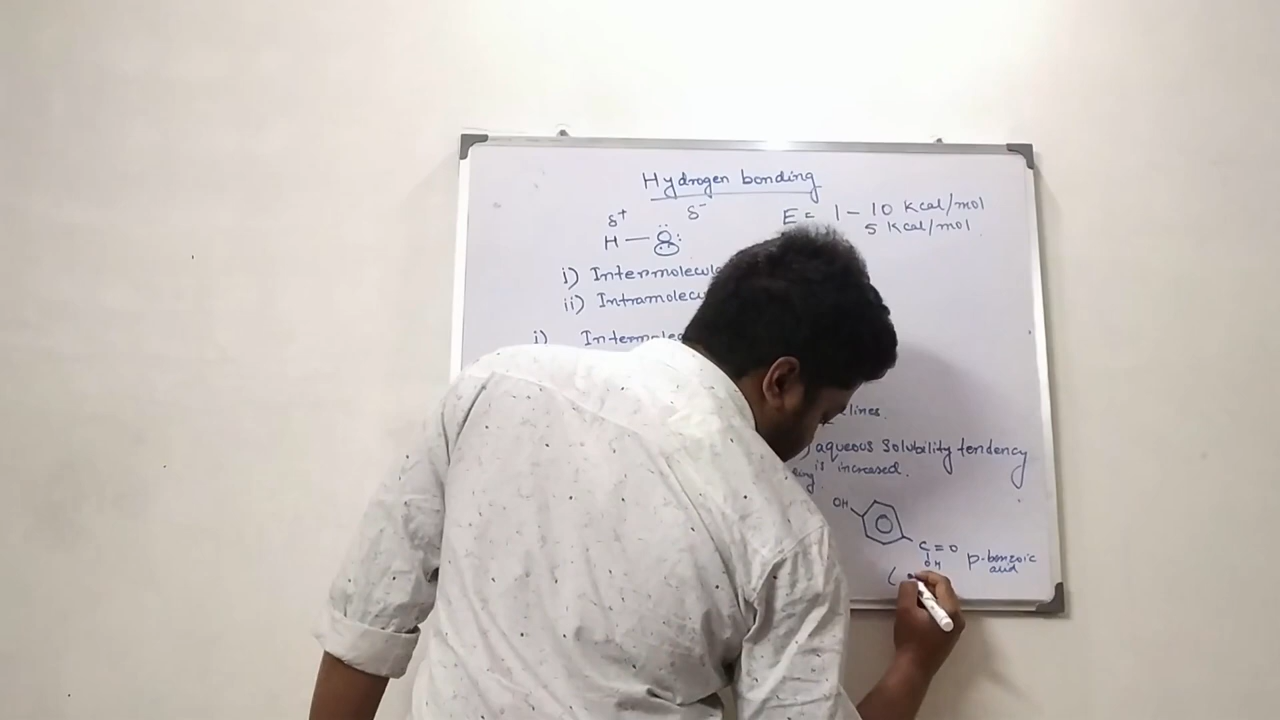 Hydrogen bonding
δ+ δ-
H — O
E = 1 - 10 Kcal/mol
5 Kcal/mol
i) Intermolecul
ii) Intramolecu
i) Intermolec
lines.
aqueous Solubility tendency
is increased.
OH
C = O
OH
p-benzoic
acid